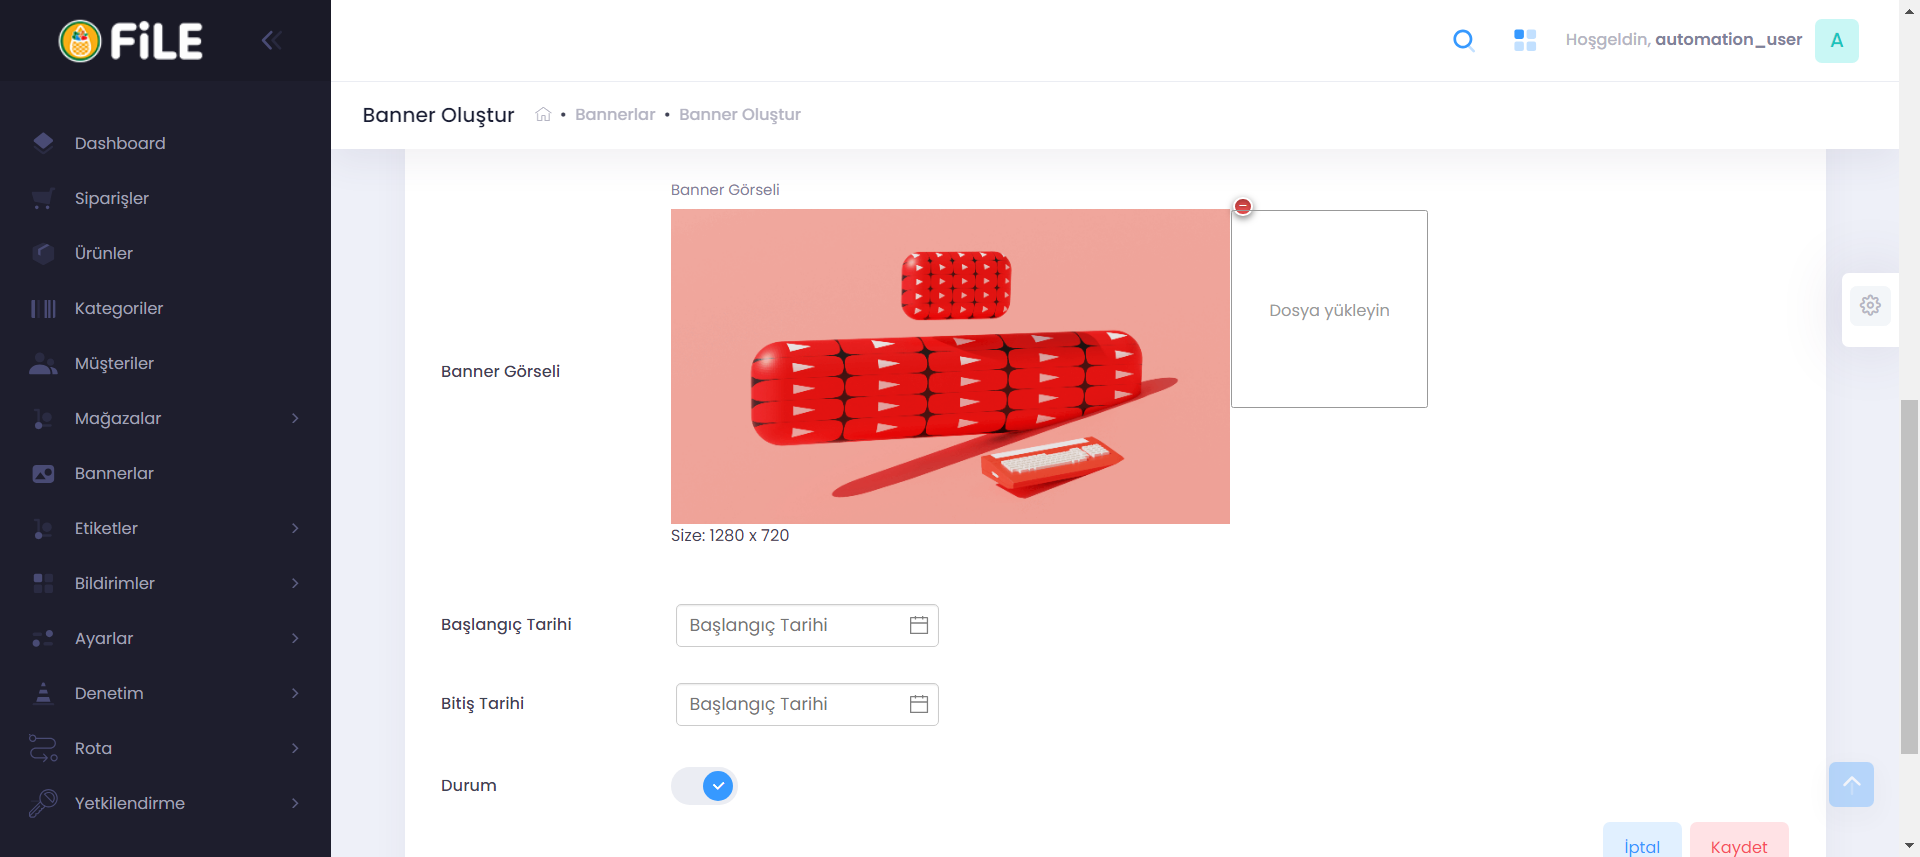 FiLE
Hoşgeldin, automation_user
A
Banner Oluştur
Bannerlar
Banner Oluştur
Dashboard
Siparişler
Ürünler
Kategoriler
Müşteriler
Mağazalar
Bannerlar
Etiketler
Bildirimler
Ayarlar
Denetim
Rota
Yetkilendirme
Banner Görseli
Banner Görseli
Dosya yükleyin
Size: 1280 x 720
Başlangıç Tarihi
Başlangıç Tarihi
Bitiş Tarihi
Başlangıç Tarihi
Durum
İptal
Kaydet